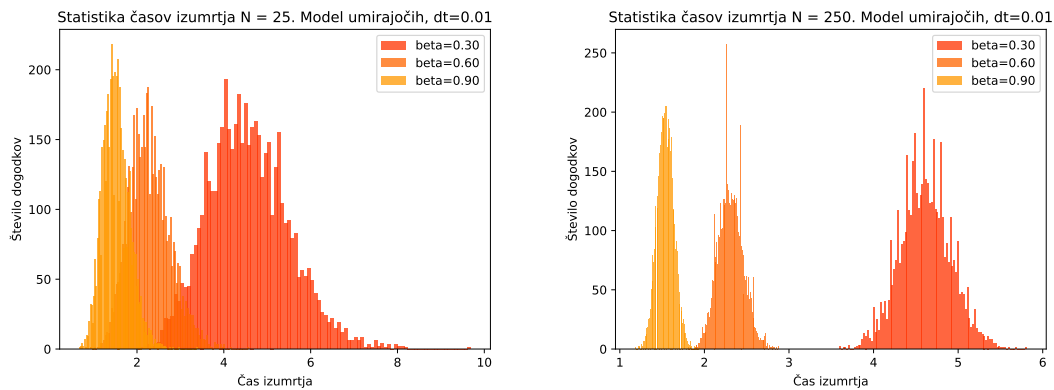 Statistika časov izumrtja N = 25. Model umirajočih, dt=0.01
Število dogodkov
200
150
100
50
0
2
4
6
8
10
Čas izumrtja
beta=0.30
beta=0.60
beta=0.90
Statistika časov izumrtja N = 250. Model umirajočih, dt=0.01
Število dogodkov
250
200
150
100
50
0
1
2
3
4
5
6
Čas izumrtja
beta=0.30
beta=0.60
beta=0.90